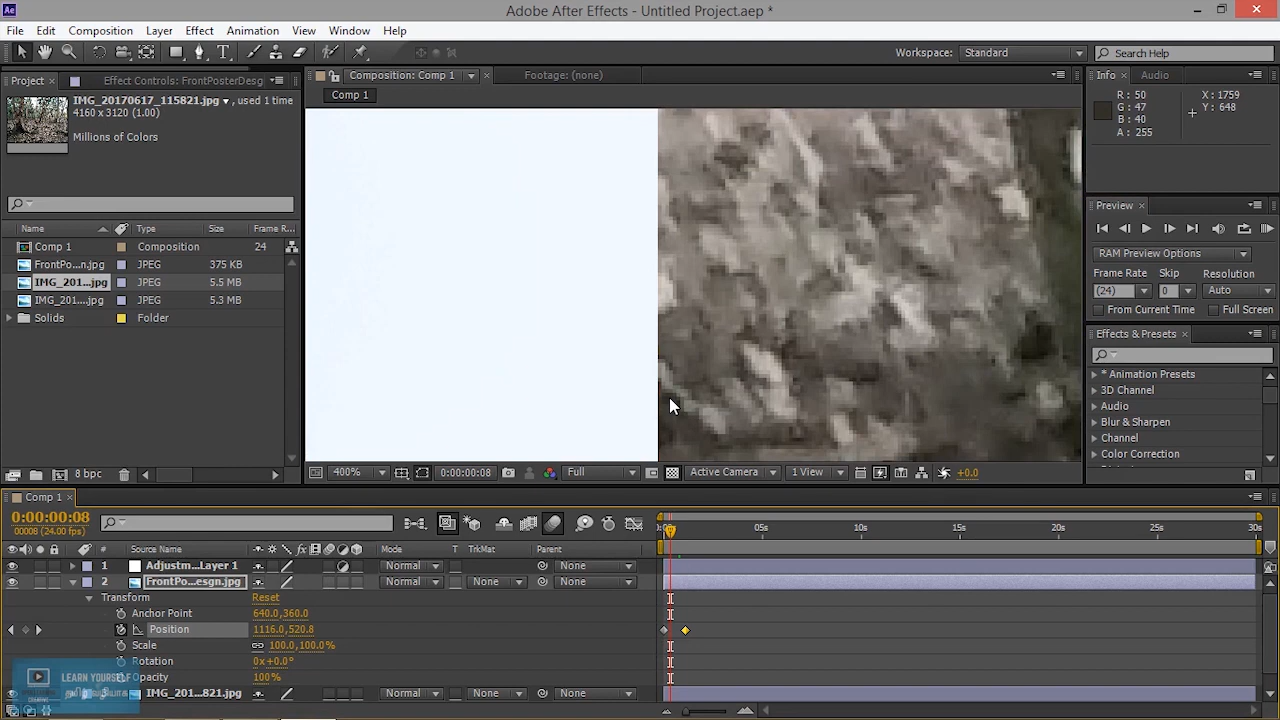 Ae Adobe After Effects - Untitled Project.aep *
File Edit Composition Layer Effect Animation View Window Help
Workspace: Standard Search Help
Project × Effect Controls: FrontPosterDesg
Composition: Comp 1 × Footage: (none)
Info × Audio
Comp 1
IMG_20170617_115821.jpg ▾ , used 1 time
4160 x 3120 (1.00)
Millions of Colors
R : 50
G : 47
B : 40
A : 255
X : 1759
Y : 648
Preview ×
RAM Preview Options
Frame Rate Skip Resolution
(24) 0 Auto
From Current Time Full Screen
Name Type Size Frame R...
Comp 1 Composition 24
FrontPo...n.jpg JPEG 375 KB
IMG_201...jpg JPEG 5.5 MB
IMG_201...jpg JPEG 5.3 MB
Solids Folder
Effects & Presets ×
* Animation Presets
3D Channel
Audio
Blur & Sharpen
Channel
Color Correction
8 bpc
400% 0:00:00:08 Full Active Camera 1 View +0.0
Comp 1 ×
0:00:00:08
00008 (24.00 fps)
05s 10s 15s 20s 25s 30s
# Source Name Mode T TrkMat Parent
1 Adjustm...Layer 1 Normal None
2 FrontPo...esgn.jpg Normal None None
Transform Reset
Anchor Point 640.0,360.0
Position 1116.0,520.8
Scale 100.0,100.0%
Rotation 0x+0.0°
Opacity 100%
IMG_201...821.jpg Normal None None
LEARN YOURSELF